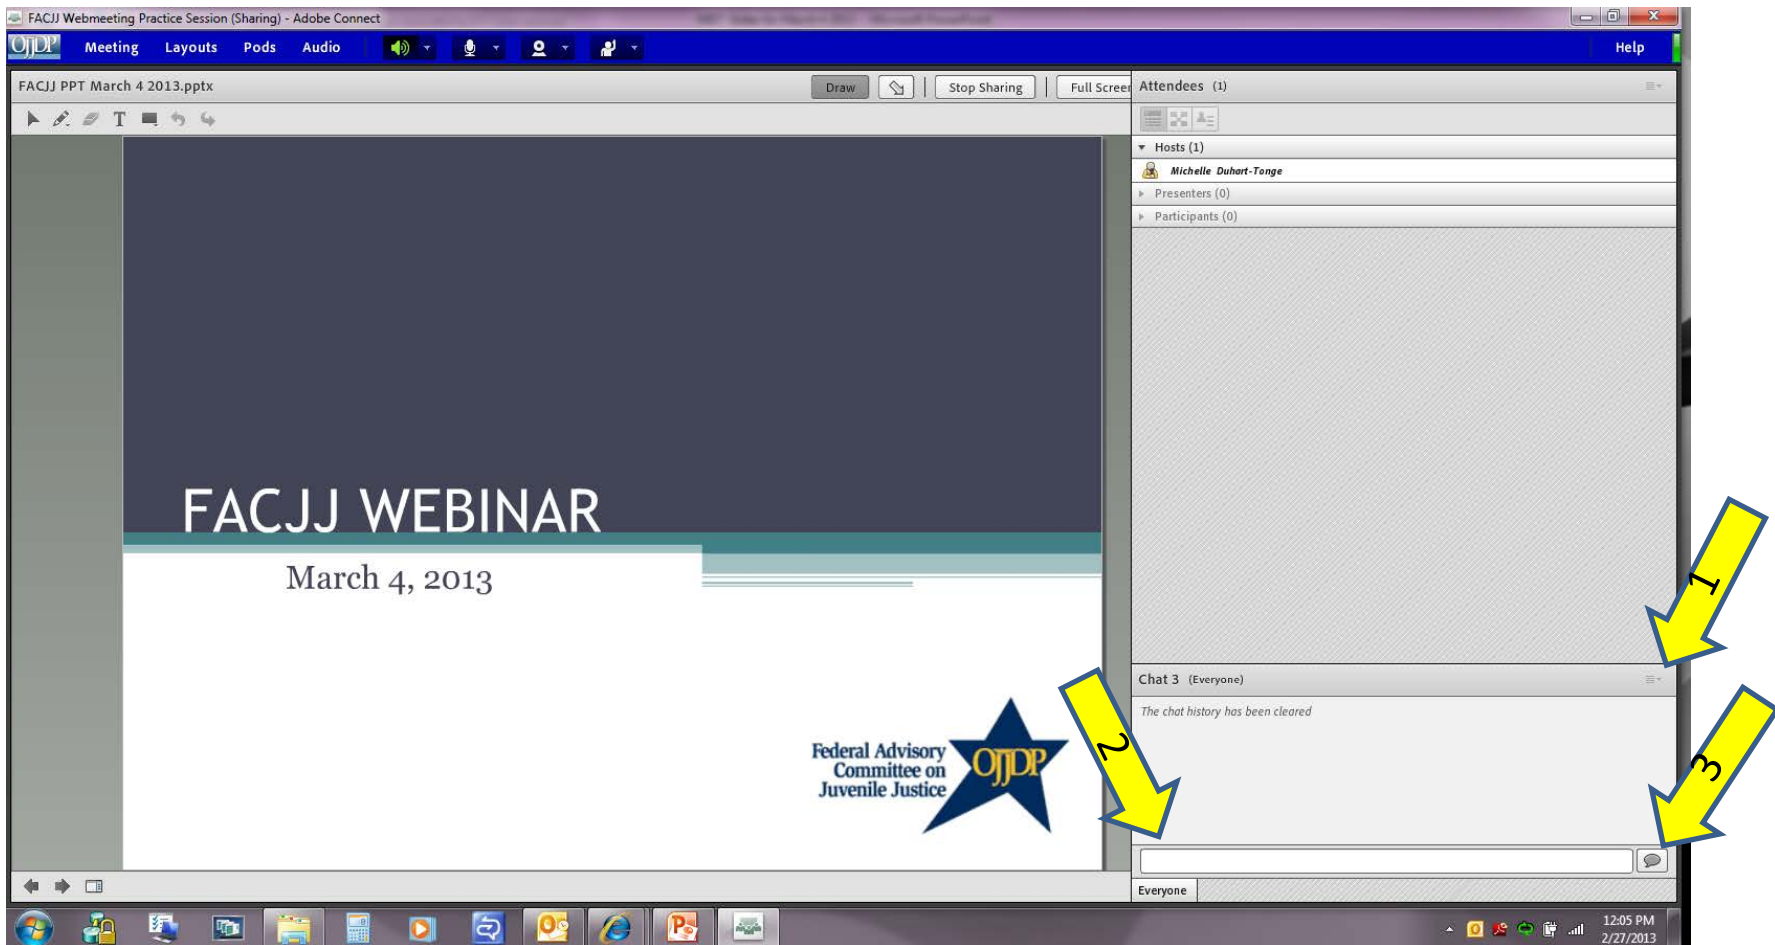 FACJJ Webmeeting Practice Session (Sharing) - Adobe Connect
OJJDP Meeting Layouts Pods Audio Help
FACJJ PPT March 4 2013.pptx Draw Stop Sharing Full Screen
Attendees (1)
Hosts (1)
Michelle Duhart-Tonge
Presenters (0)
Participants (0)
FACJJ WEBINAR
March 4, 2013
Federal Advisory
Committee on
Juvenile Justice
OJJDP
1
Chat 3 (Everyone)
The chat history has been cleared
2
3
Everyone
12:05 PM
2/27/2013